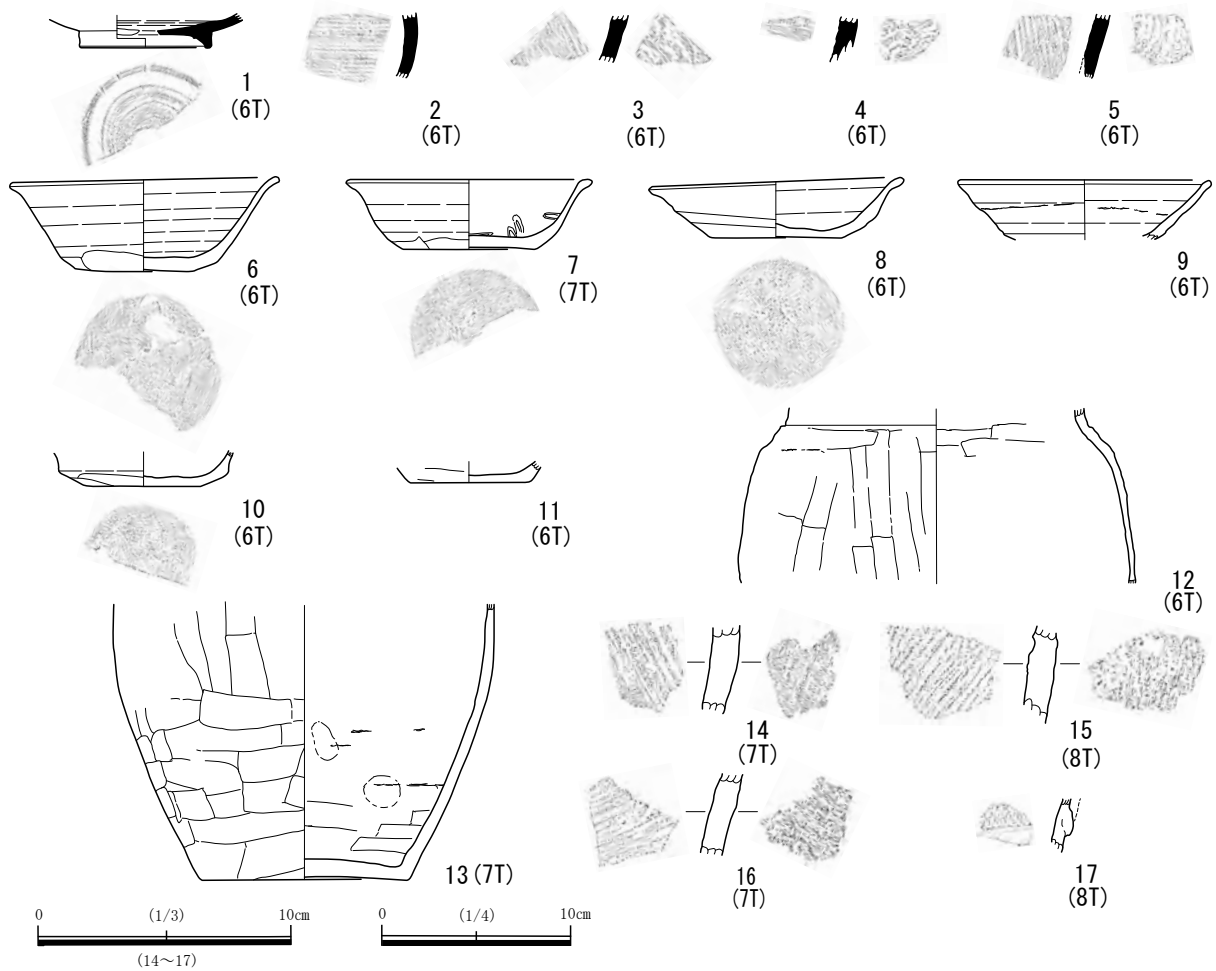 1
(6T)
2
(6T)
3
(6T)
4
(6T)
5
(6T)
6
(6T)
7
(7T)
8
(6T)
9
(6T)
10
(6T)
11
(6T)
12
(6T)
13 (7T)
14
(7T)
15
(8T)
16
(7T)
17
(8T)
0 (1/3) 10cm
(14〜17)
0 (1/4) 10cm